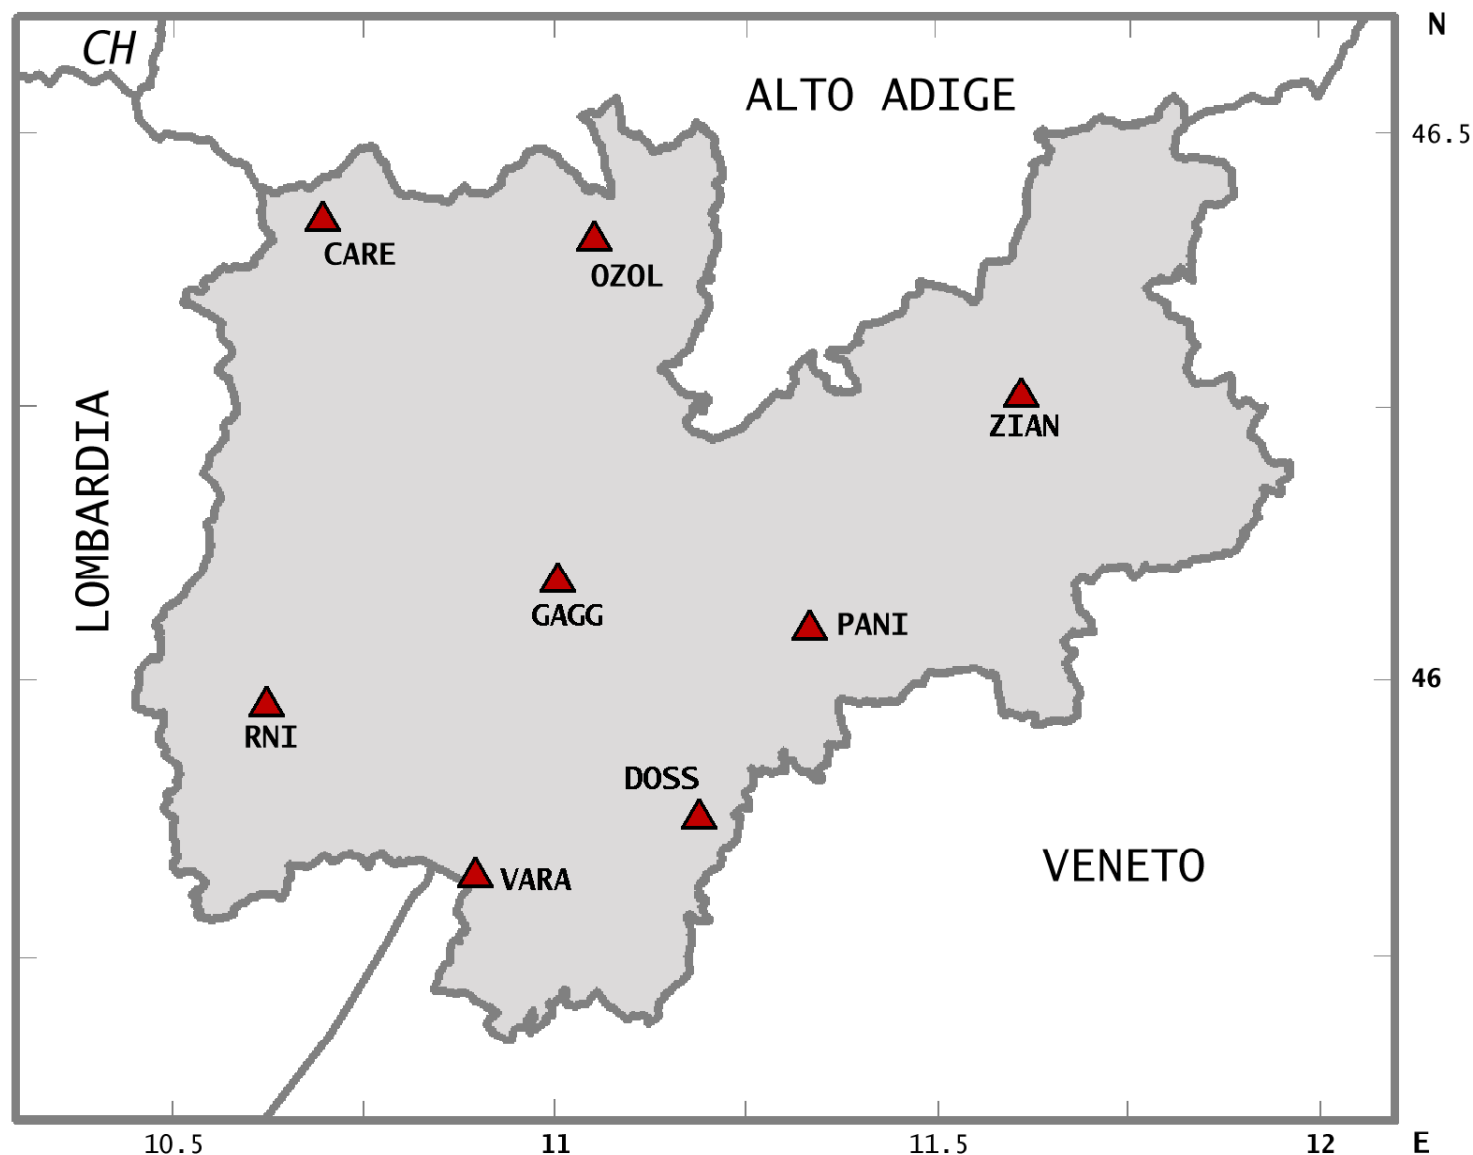 N
CH
ALTO ADIGE
46.5
CARE
OZOL
LOMBARDIA
ZIAN
GAGG
PANI
46
RNI
DOSS
VENETO
VARA
10.5 11 11.5 12 E